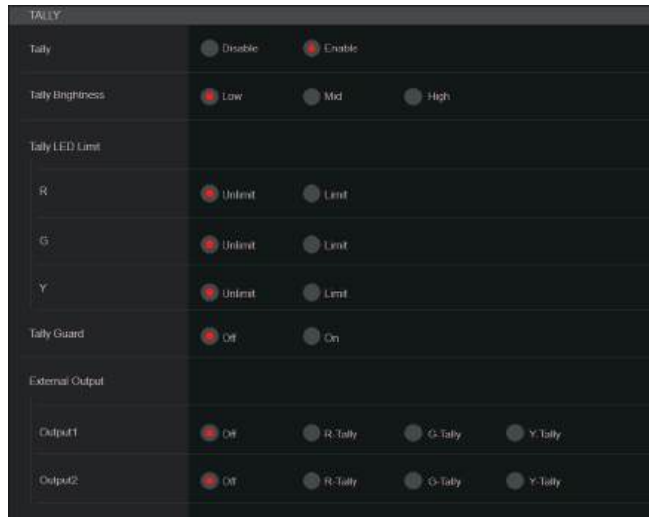 TALLY
Tally Disable Enable
Tally Brightness Low Mid High
Tally LED Limit
R Unlimit Limit
G Unlimit Limit
Y Unlimit Limit
Tally Guard Off On
External Output
Output1 Off R-Tally G-Tally Y-Tally
Output2 Off R-Tally G-Tally Y-Tally